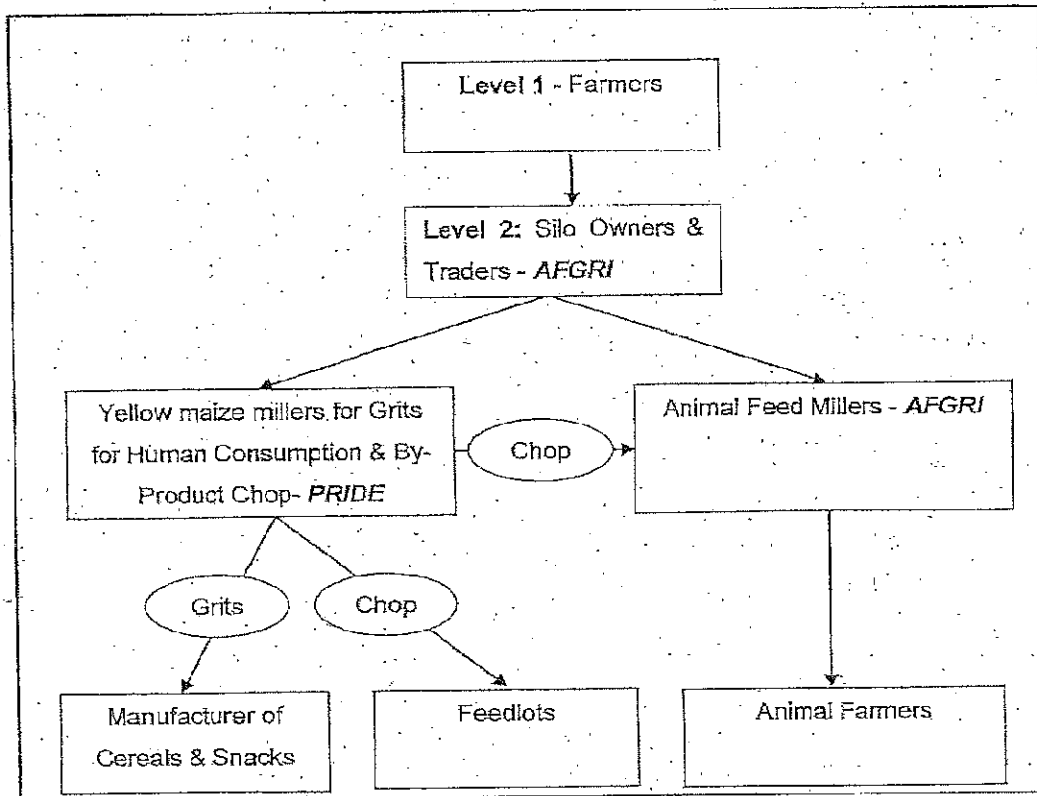 Level 1 - Farmers
Level 2: Silo Owners &
Traders - AFGRI
Yellow maize millers for Grits
for Human Consumption & By-
Product Chop- PRIDE
Chop
Animal Feed Millers - AFGRI
Grits
Chop
Manufacturer of
Cereals & Snacks
Feedlots
Animal Farmers